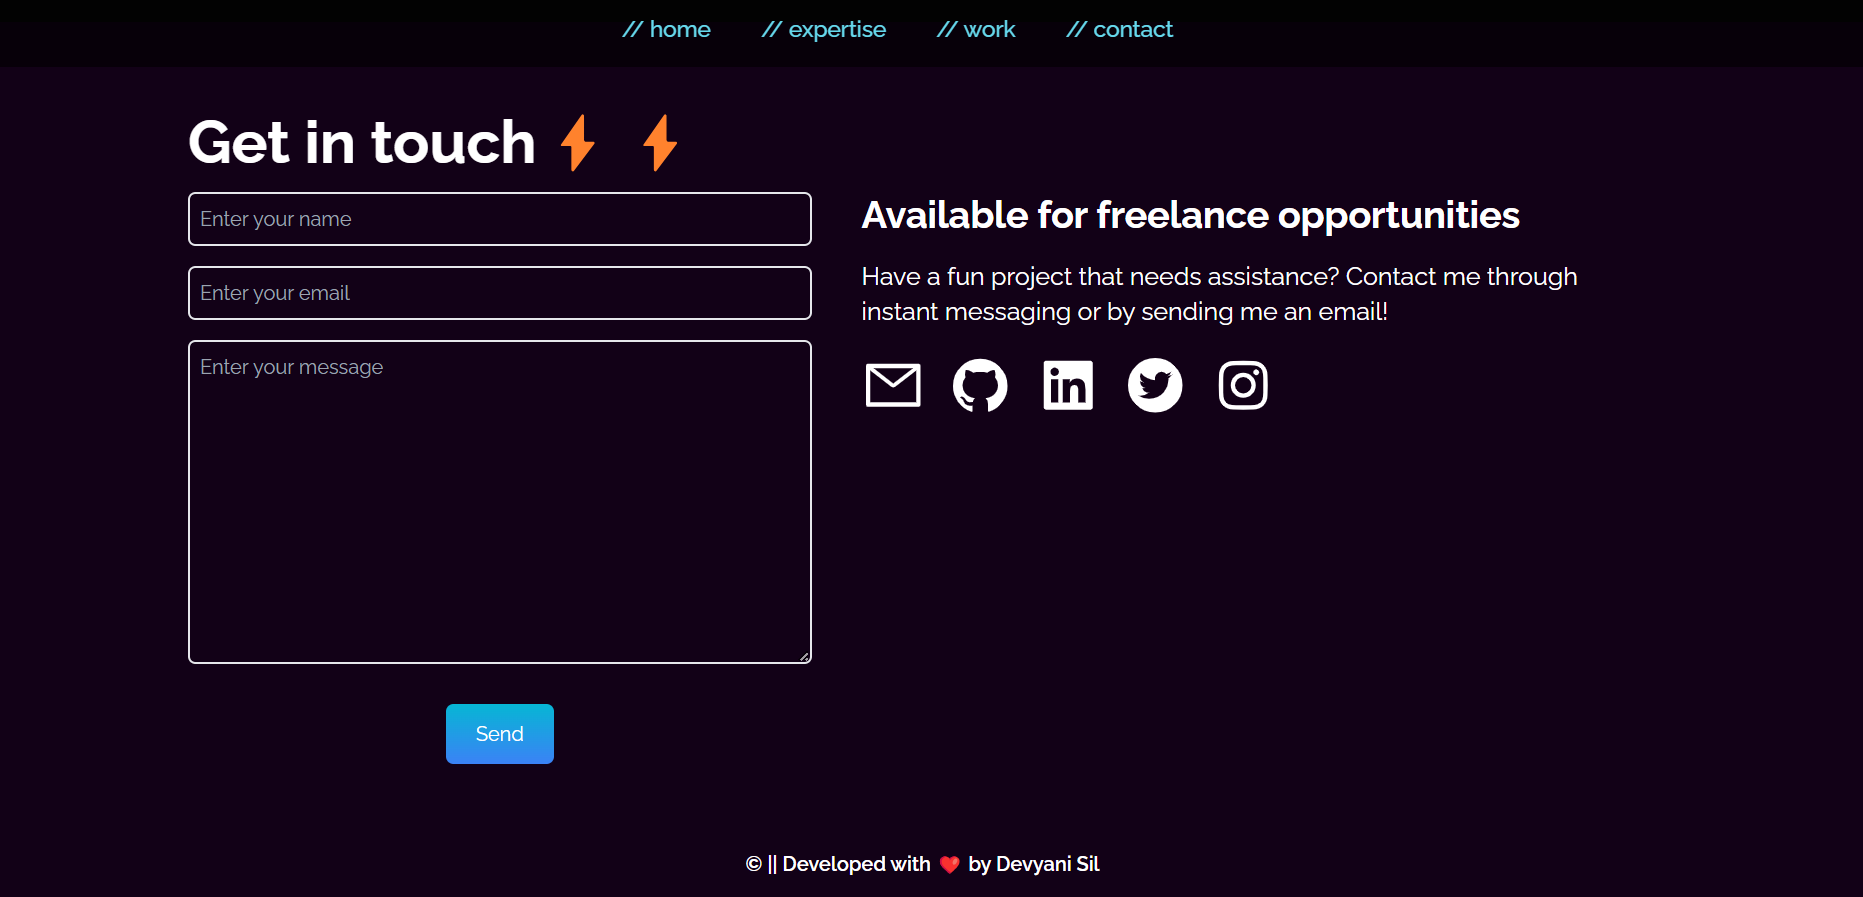 // home // expertise // work // contact
Get in touch
Enter your name
Enter your email
Enter your message
Send
Available for freelance opportunities
Have a fun project that needs assistance? Contact me through
instant messaging or by sending me an email!
© || Developed with ❤️ by Devyani Sil